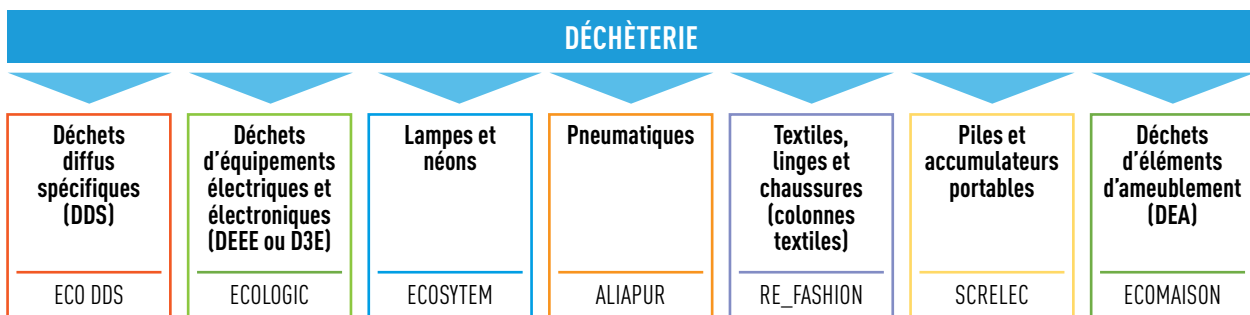 DÉCHÈTERIE
Déchets
diffus
spécifiques
(DDS)
ECO DDS
Déchets
d'équipements
électriques et
électroniques
(DEEE ou D3E)
ECOLOGIC
Lampes et
néons
ECOSYTEM
Pneumatiques
ALIAPUR
Textiles,
linges et
chaussures
(colonnes
textiles)
RE_FASHION
Piles et
accumulateurs
portables
SCRELEC
Déchets
d'éléments
d'ameublement
(DEA)
ECOMAISON